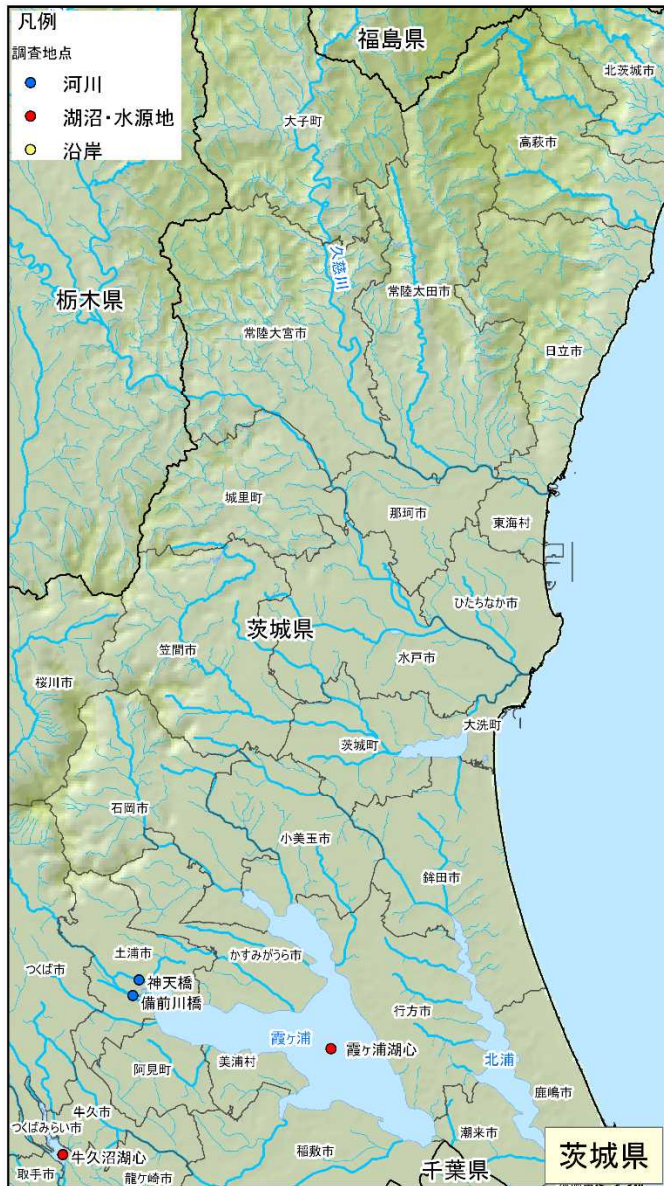 凡例
調査地点
河川
湖沼・水源地
沿岸
福島県
北茨城市
大子町
高萩市
久慈川
栃木県
常陸太田市
常陸大宮市
日立市
城里町
那珂市
東海村
ひたちなか市
茨城県
笠間市
水戸市
桜川市
大洗町
茨城町
石岡市
小美玉市
鉾田市
土浦市
かすみがうら市
つくば市
神天橋
備前川橋
行方市
霞ヶ浦
霞ヶ浦湖心
北浦
阿見町
美浦村
鹿嶋市
牛久市
つくばみらい市
潮来市
牛久沼湖心
稲敷市
取手市
龍ヶ崎市
千葉県
茨城県